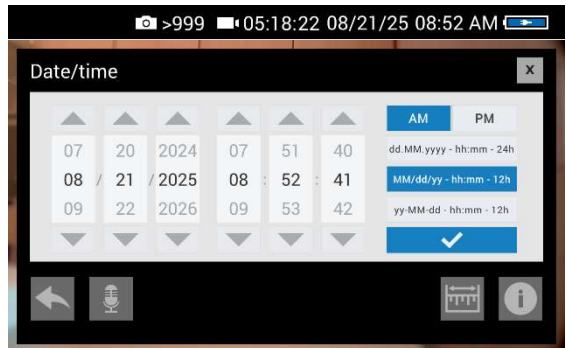 >999 05:18:22 08/21/25 08:52 AM
Date/time x
AM PM
07 20 2024 07 51 40 dd.MM.yyyy - hh:mm - 24h
08 / 21 / 2025 08 : 52 : 41 MM/dd/yy - hh:mm - 12h
09 22 2026 09 53 42 yy-MM-dd - hh:mm - 12h
i